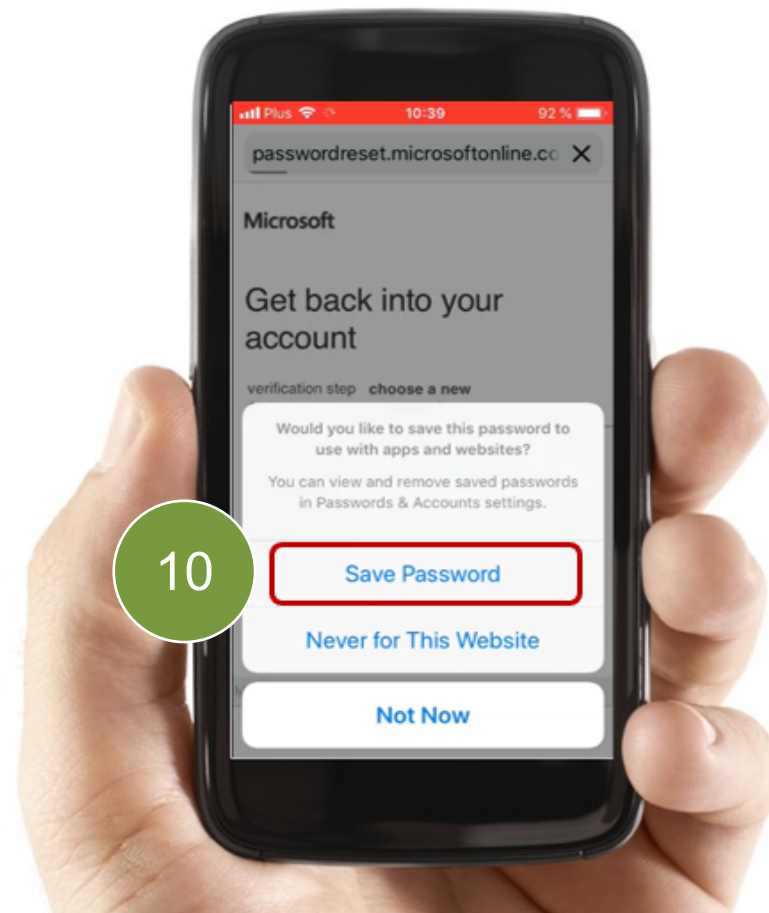 Plus 10:39 92 %
passwordreset.microsoftonline.co
Microsoft
Get back into your
account
verification step choose a new
Would you like to save this password to
use with apps and websites?
You can view and remove saved passwords
in Passwords & Accounts settings.
10
Save Password
Never for This Website
Not Now